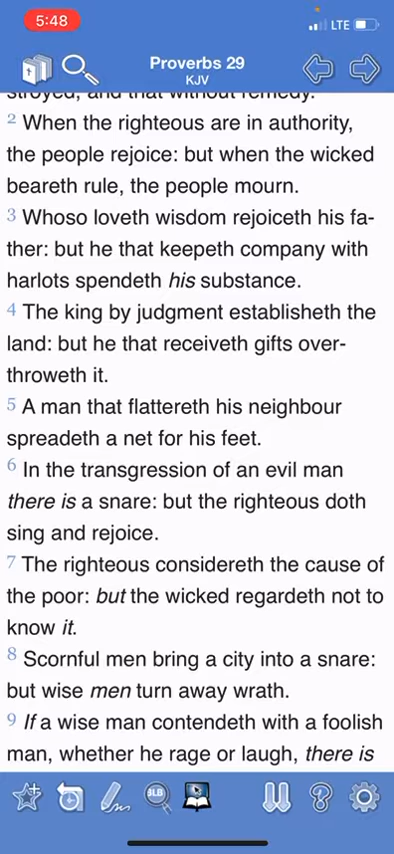 5:48
LTE
Proverbs 29
KJV
stroyed, and that without remedy.
2 When the righteous are in authority,
the people rejoice: but when the wicked
beareth rule, the people mourn.
3 Whoso loveth wisdom rejoiceth his fa-
ther: but he that keepeth company with
harlots spendeth his substance.
4 The king by judgment establisheth the
land: but he that receiveth gifts over-
throweth it.
5 A man that flattereth his neighbour
spreadeth a net for his feet.
6 In the transgression of an evil man
there is a snare: but the righteous doth
sing and rejoice.
7 The righteous considereth the cause of
the poor: but the wicked regardeth not to
know it.
8 Scornful men bring a city into a snare:
but wise men turn away wrath.
9 If a wise man contendeth with a foolish
man, whether he rage or laugh, there is
BLB